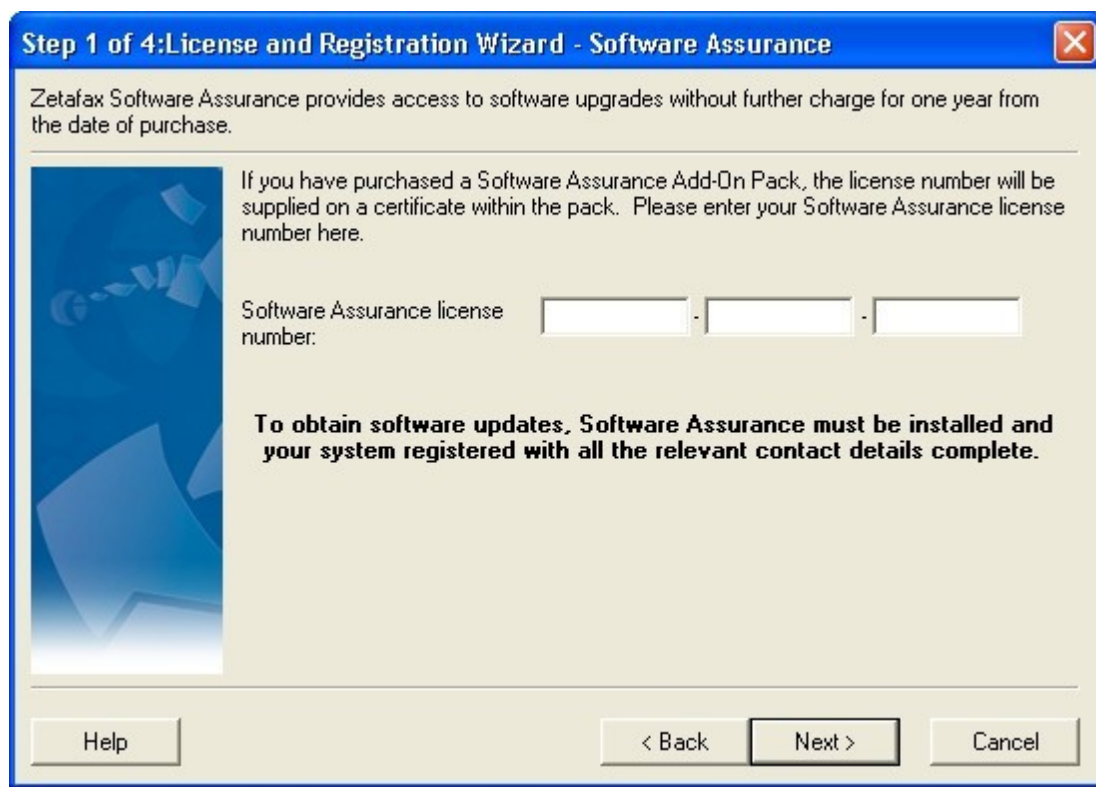 Step 1 of 4:License and Registration Wizard - Software Assurance
Zetafax Software Assurance provides access to software upgrades without further charge for one year from
the date of purchase.
If you have purchased a Software Assurance Add-On Pack, the license number will be
supplied on a certificate within the pack.  Please enter your Software Assurance license
number here.
Software Assurance license
number:
- -
To obtain software updates, Software Assurance must be installed and
your system registered with all the relevant contact details complete.
Help
< Back
Next >
Cancel